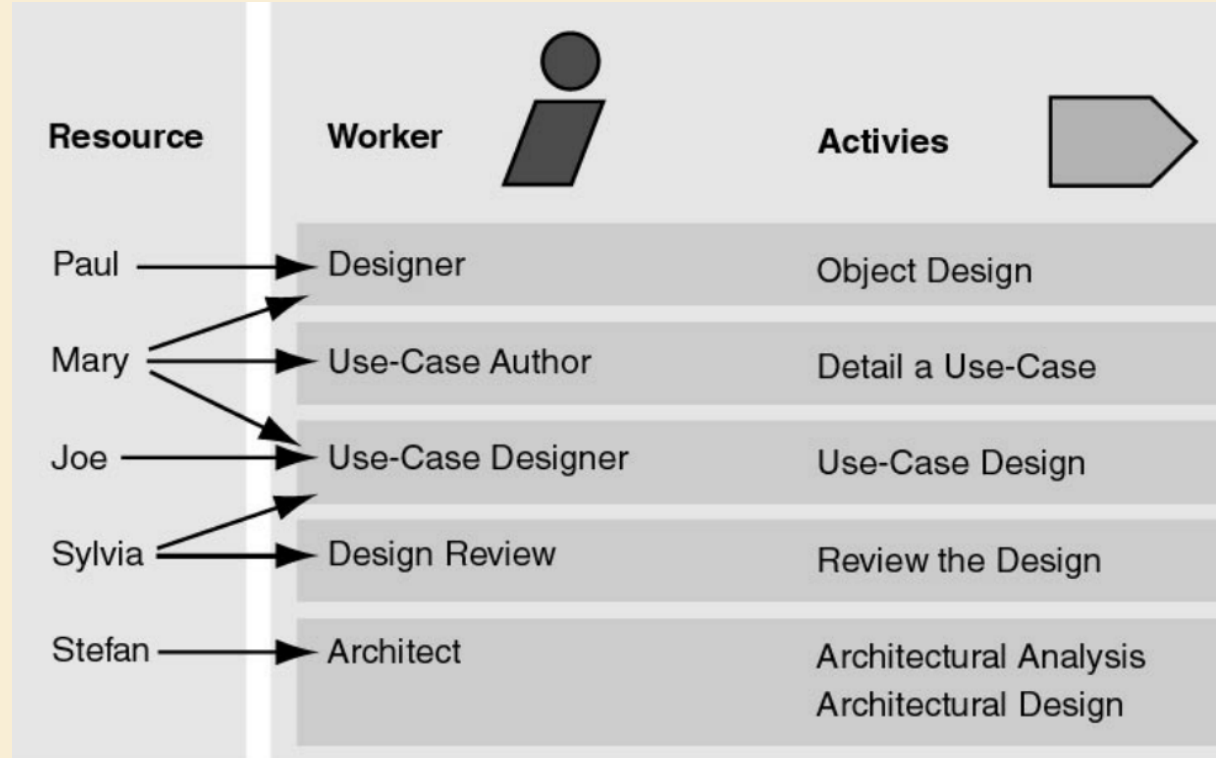 Resource Worker Activies
Paul Designer Object Design
Mary Use-Case Author Detail a Use-Case
Joe Use-Case Designer Use-Case Design
Sylvia Design Review Review the Design
Stefan Architect Architectural Analysis
Architectural Design